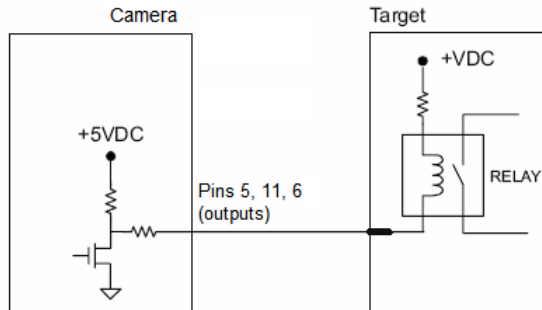 Camera
Target
+VDC
+5VDC
Pins 5, 11, 6
(outputs)
RELAY